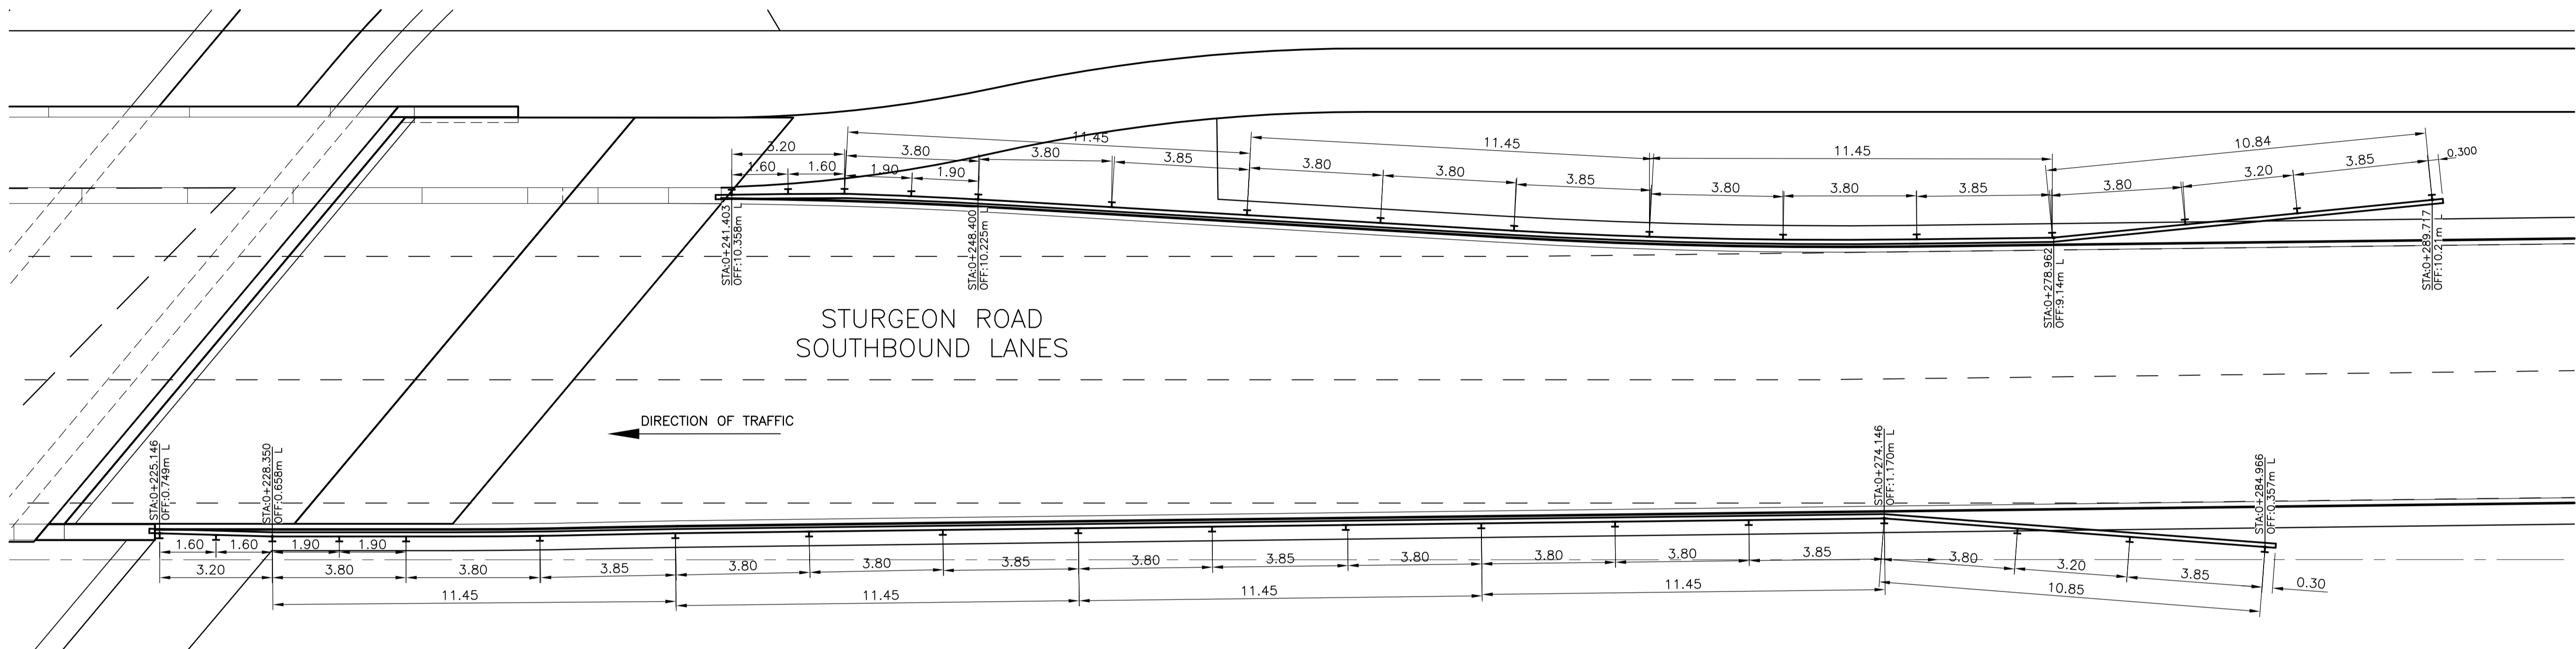 11.45
11.45
11.45
10.84
3.20
3.80
3.80
3.85
3.80
3.80
3.85
3.80
3.80
3.85
3.80
3.20
3.85
0.300
1.60
1.60
1.90
1.90
STA:0+241.403
OFF:10.358m L
STA:0+248.400
OFF:10.225m L
STA:0+278.962
OFF:9.14m L
STA:0+289.717
OFF:10.21m L
STURGEON ROAD
SOUTHBOUND LANES
DIRECTION OF TRAFFIC
STA:0+225.146
OFF:0.749m L
STA:0+228.350
OFF:0.658m L
STA:0+274.146
OFF:1.170m L
STA:0+284.966
OFF:0.357m L
1.60
1.60
1.90
1.90
3.20
3.80
3.80
3.85
3.80
3.80
3.85
3.80
3.85
3.80
3.80
3.80
3.85
3.80
3.20
3.85
0.30
11.45
11.45
11.45
11.45
10.85